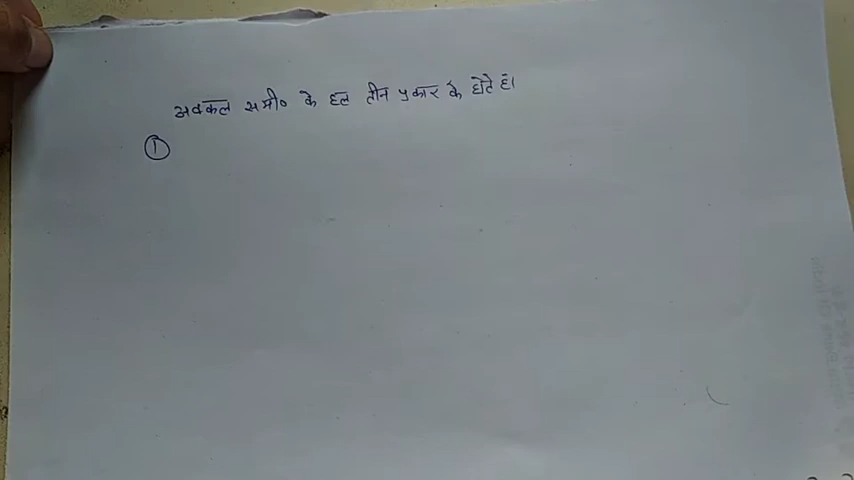 अवकल समी० के हल तीन प्रकार के होते हैं।
①